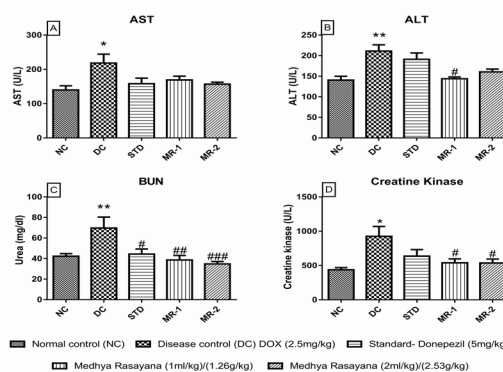 A AST
AST (U/L)
300
200
100
0
*
NC DC STD MR-1 MR-2
B ALT
ALT (U/L)
250
200
150
100
50
0
** #
NC DC STD MR-1 MR-2
C BUN
Urea (mg/dl)
100
80
60
40
20
0
** # ## ###
NC DC STD MR-1 MR-2
D Creatine Kinase
Creatine kinase (U/L)
1500
1000
500
0
* # #
NC DC STD MR-1 MR-2
Normal control (NC) Disease control (DC) DOX (2.5mg/kg) Standard- Donepezil (5mg/kg)
Medhya Rasayana (1ml/kg)/(1.26g/kg) Medhya Rasayana (2ml/kg)/(2.53g/kg)